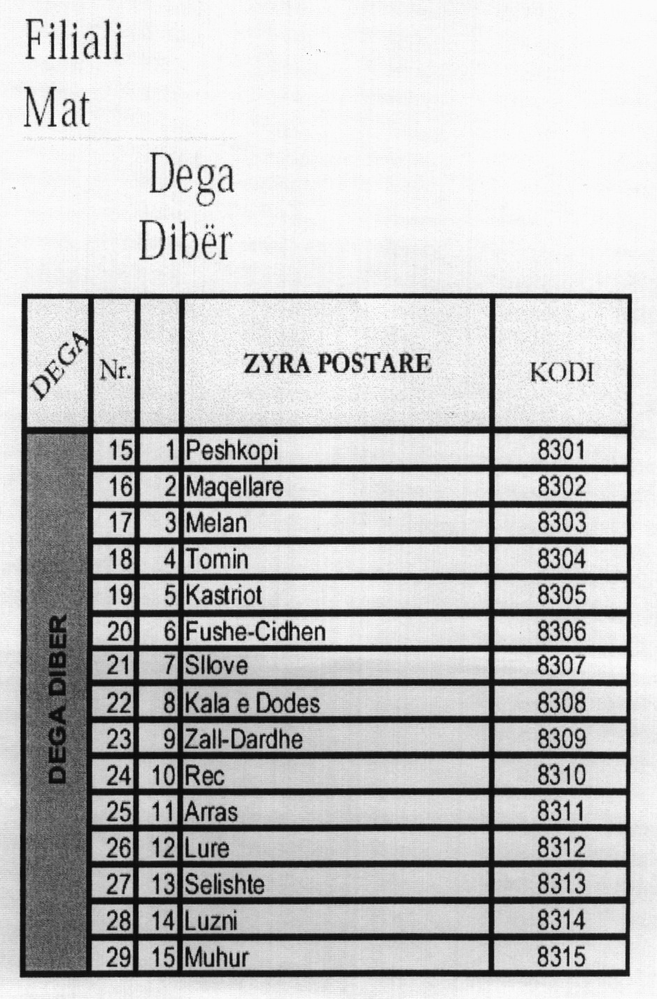 Filiali
Mat
Dega
Dibër
DEGA Nr. ZYRA POSTARE KODI
DEGA DIBER
15 1 Peshkopi 8301
16 2 Maqellare 8302
17 3 Melan 8303
18 4 Tomin 8304
19 5 Kastriot 8305
20 6 Fushe-Cidhen 8306
21 7 Sllove 8307
22 8 Kala e Dodes 8308
23 9 Zall-Dardhe 8309
24 10 Rec 8310
25 11 Arras 8311
26 12 Lure 8312
27 13 Selishte 8313
28 14 Luzni 8314
29 15 Muhur 8315